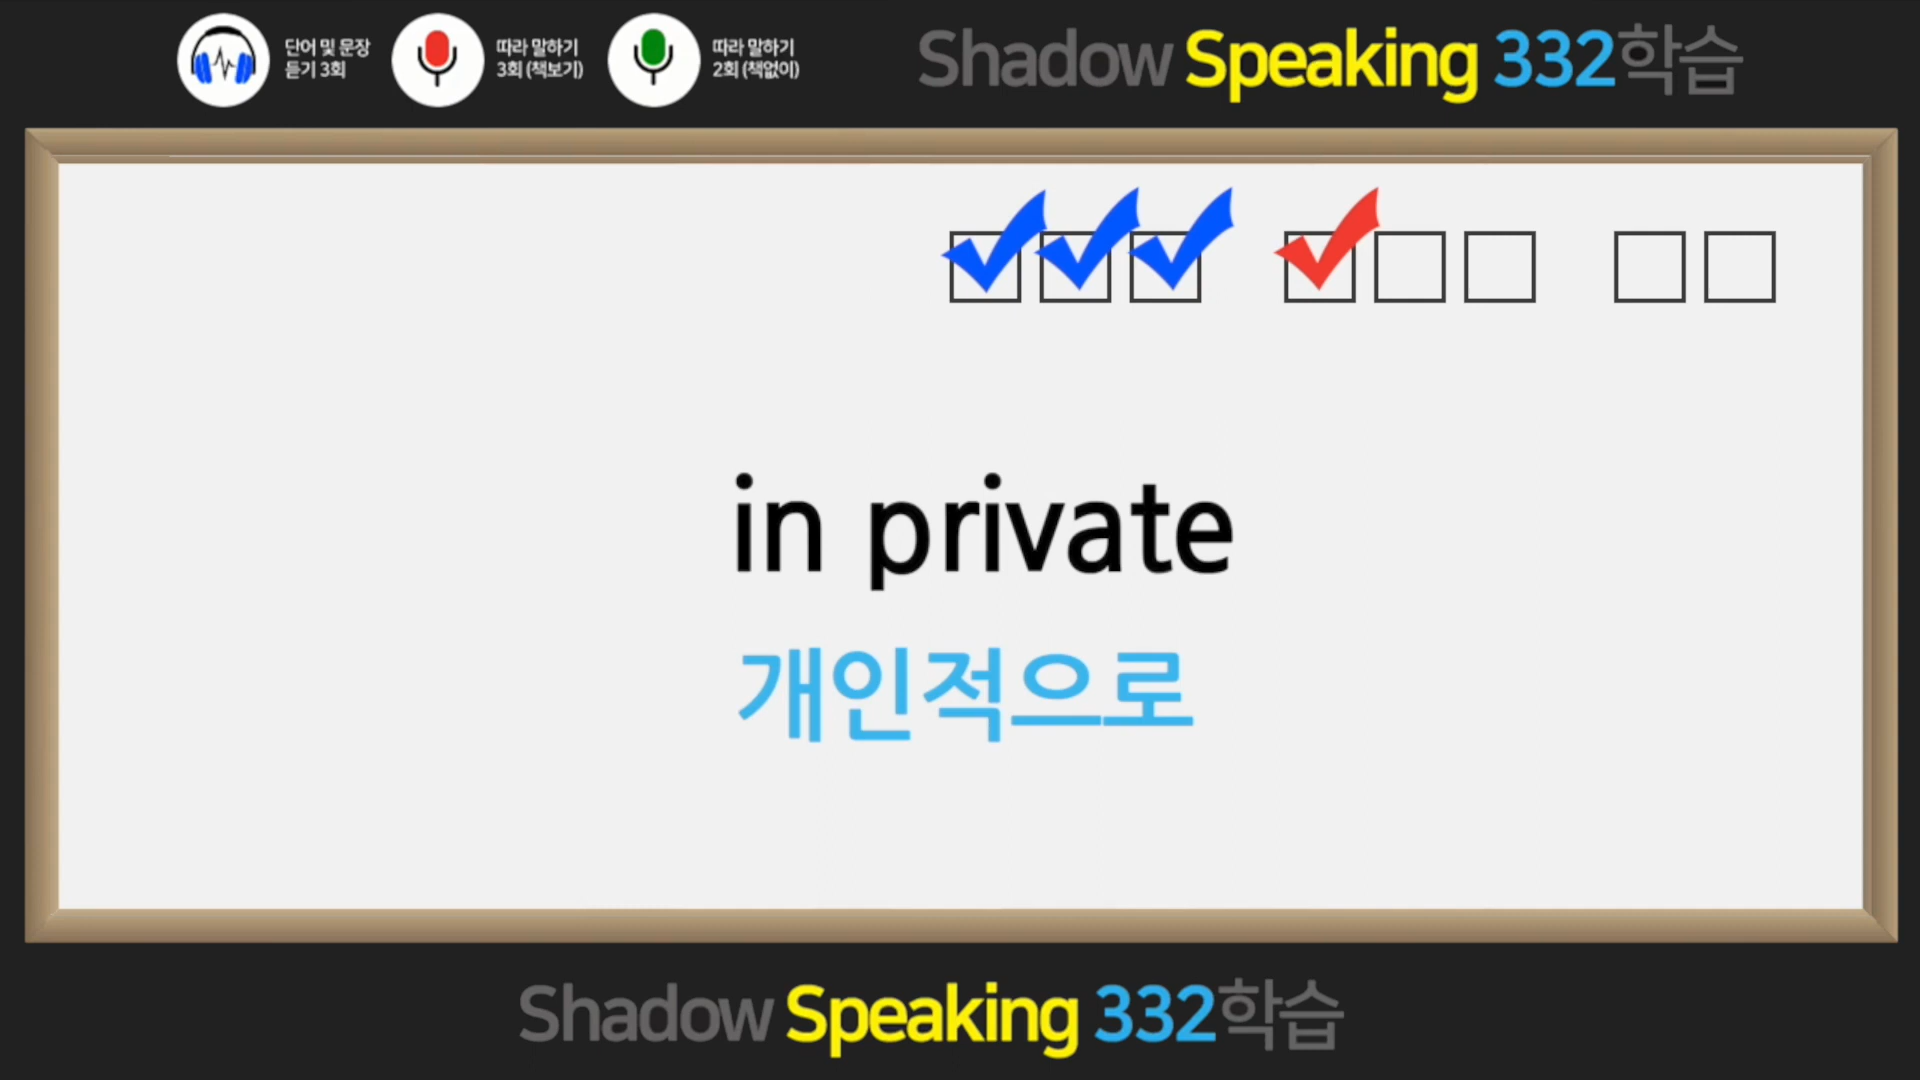 단어 및 문장
듣기 3회
따라 말하기
3회 (책보기)
따라 말하기
2회 (책없이)
Shadow Speaking 332학습
in private
개인적으로
Shadow Speaking 332학습